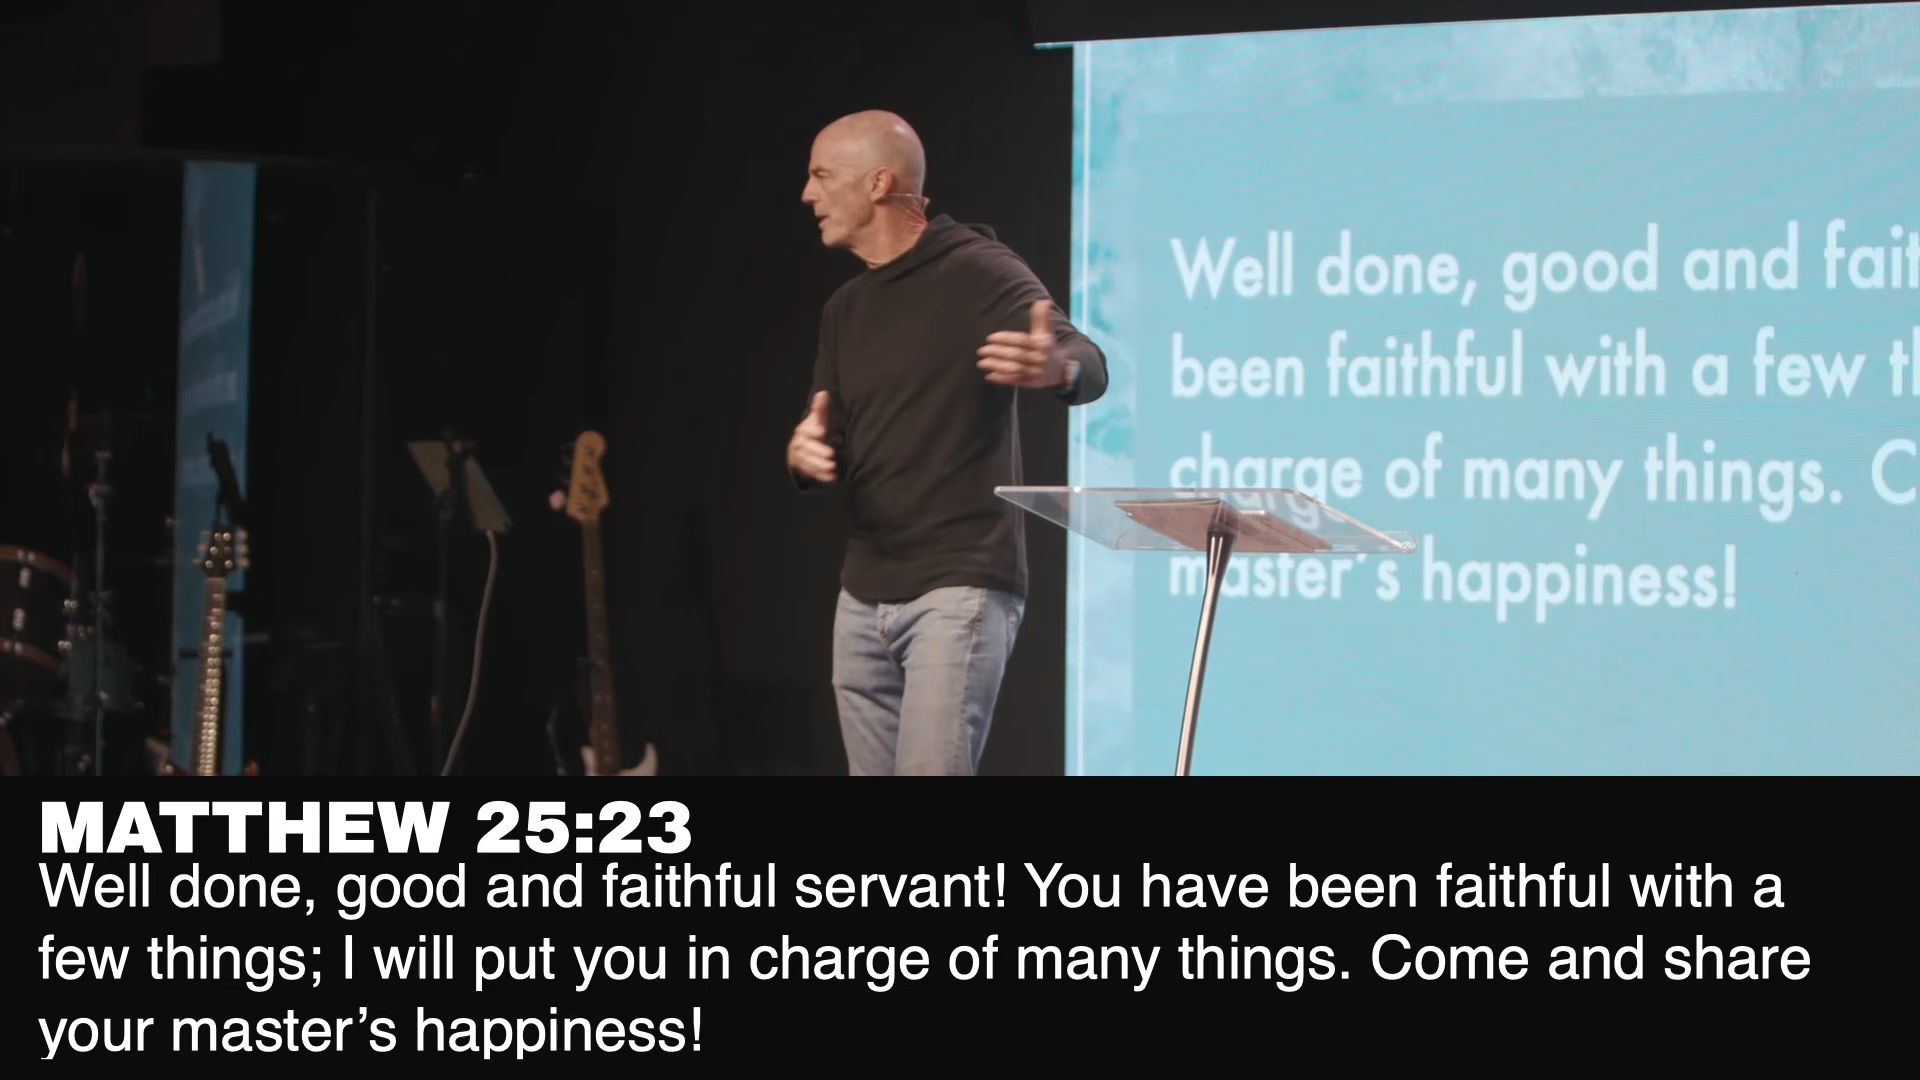 Well done, good and fait
been faithful with a few th
charge of many things. C
master's happiness!
MATTHEW 25:23
Well done, good and faithful servant! You have been faithful with a
few things; I will put you in charge of many things. Come and share
your master’s happiness!